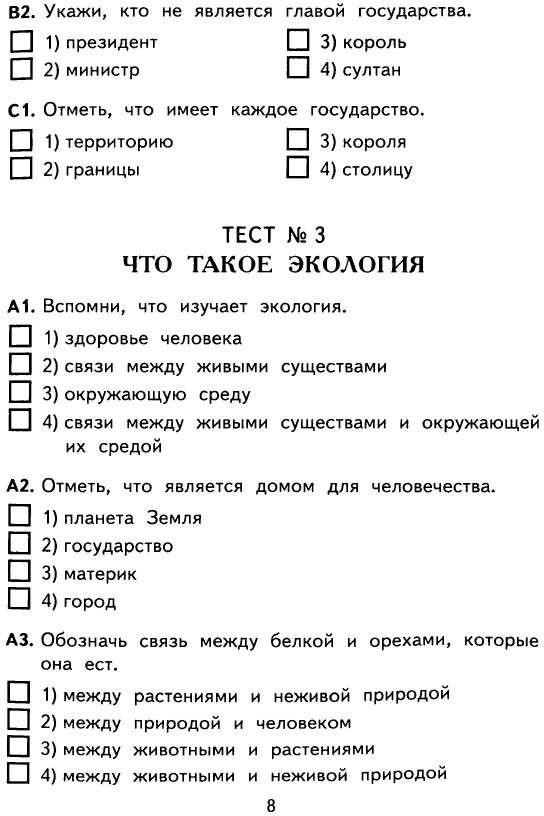 В2. Укажи, кто не является главой государства.
1) президент
3) король
2) министр
4) султан
С1. Отметь, что имеет каждое государство.
1) территорию
3) короля
2) границы
4) столицу
ТЕСТ № 3
ЧТО ТАКОЕ ЭКОЛОГИЯ
А1. Вспомни, что изучает экология.
1) здоровье человека
2) связи между живыми существами
3) окружающую среду
4) связи между живыми существами и окружающей
их средой
А2. Отметь, что является домом для человечества.
1) планета Земля
2) государство
3) материк
4) город
А3. Обозначь связь между белкой и орехами, которые
она ест.
1) между растениями и неживой природой
2) между природой и человеком
3) между животными и растениями
4) между животными и неживой природой
8